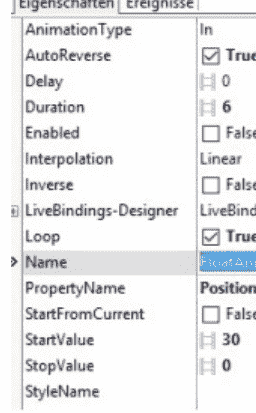 Eigenschaften Ereignisse
AnimationType In
AutoReverse True
Delay 0
Duration 6
Enabled False
Interpolation Linear
Inverse False
LiveBindings-Designer LiveBind
Loop True
Name
PropertyName Position
StartFromCurrent False
StartValue 30
StopValue 0
StyleName